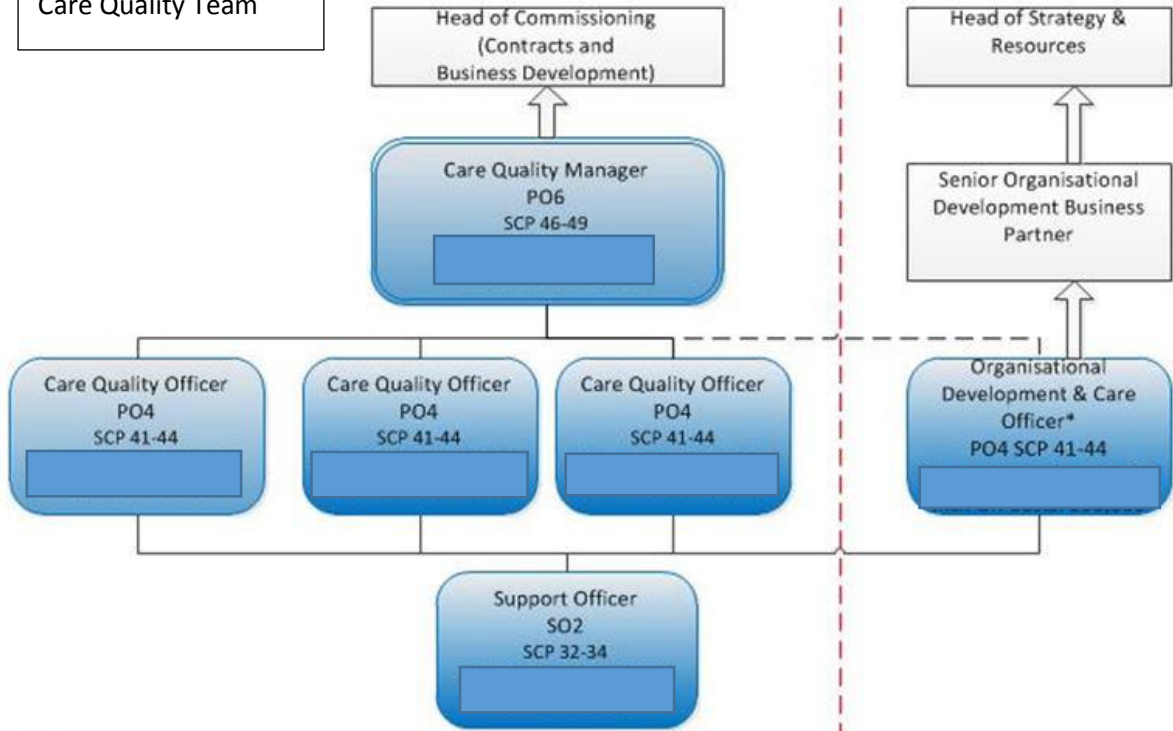 Care Quality Team
Head of Commissioning
(Contracts and
Business Development)
Head of Strategy &
Resources
Care Quality Manager
PO6
SCP 46-49
Senior Organisational
Development Business
Partner
Care Quality Officer
PO4
SCP 41-44
Care Quality Officer
PO4
SCP 41-44
Care Quality Officer
PO4
SCP 41-44
Organisational
Development & Care
Officer*
PO4 SCP 41-44
Support Officer
SO2
SCP 32-34